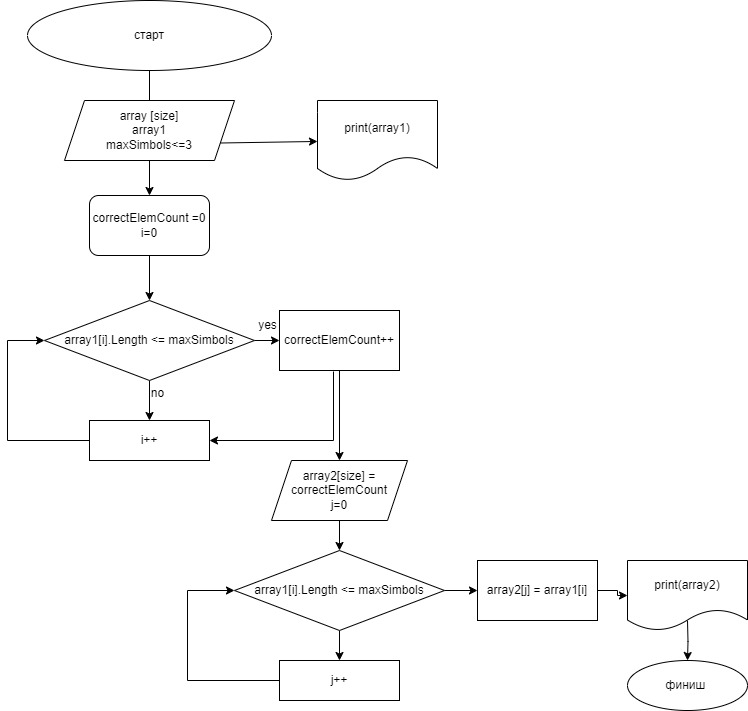 старт
array [size]
array1
maxSimbols<=3
print(array1)
correctElemCount =0
i=0
array1[i].Length <= maxSimbols
yes
correctElemCount++
no
i++
array2[size] =
correctElemCount
j=0
array1[i].Length <= maxSimbols
array2[j] = array1[i]
print(array2)
j++
финиш